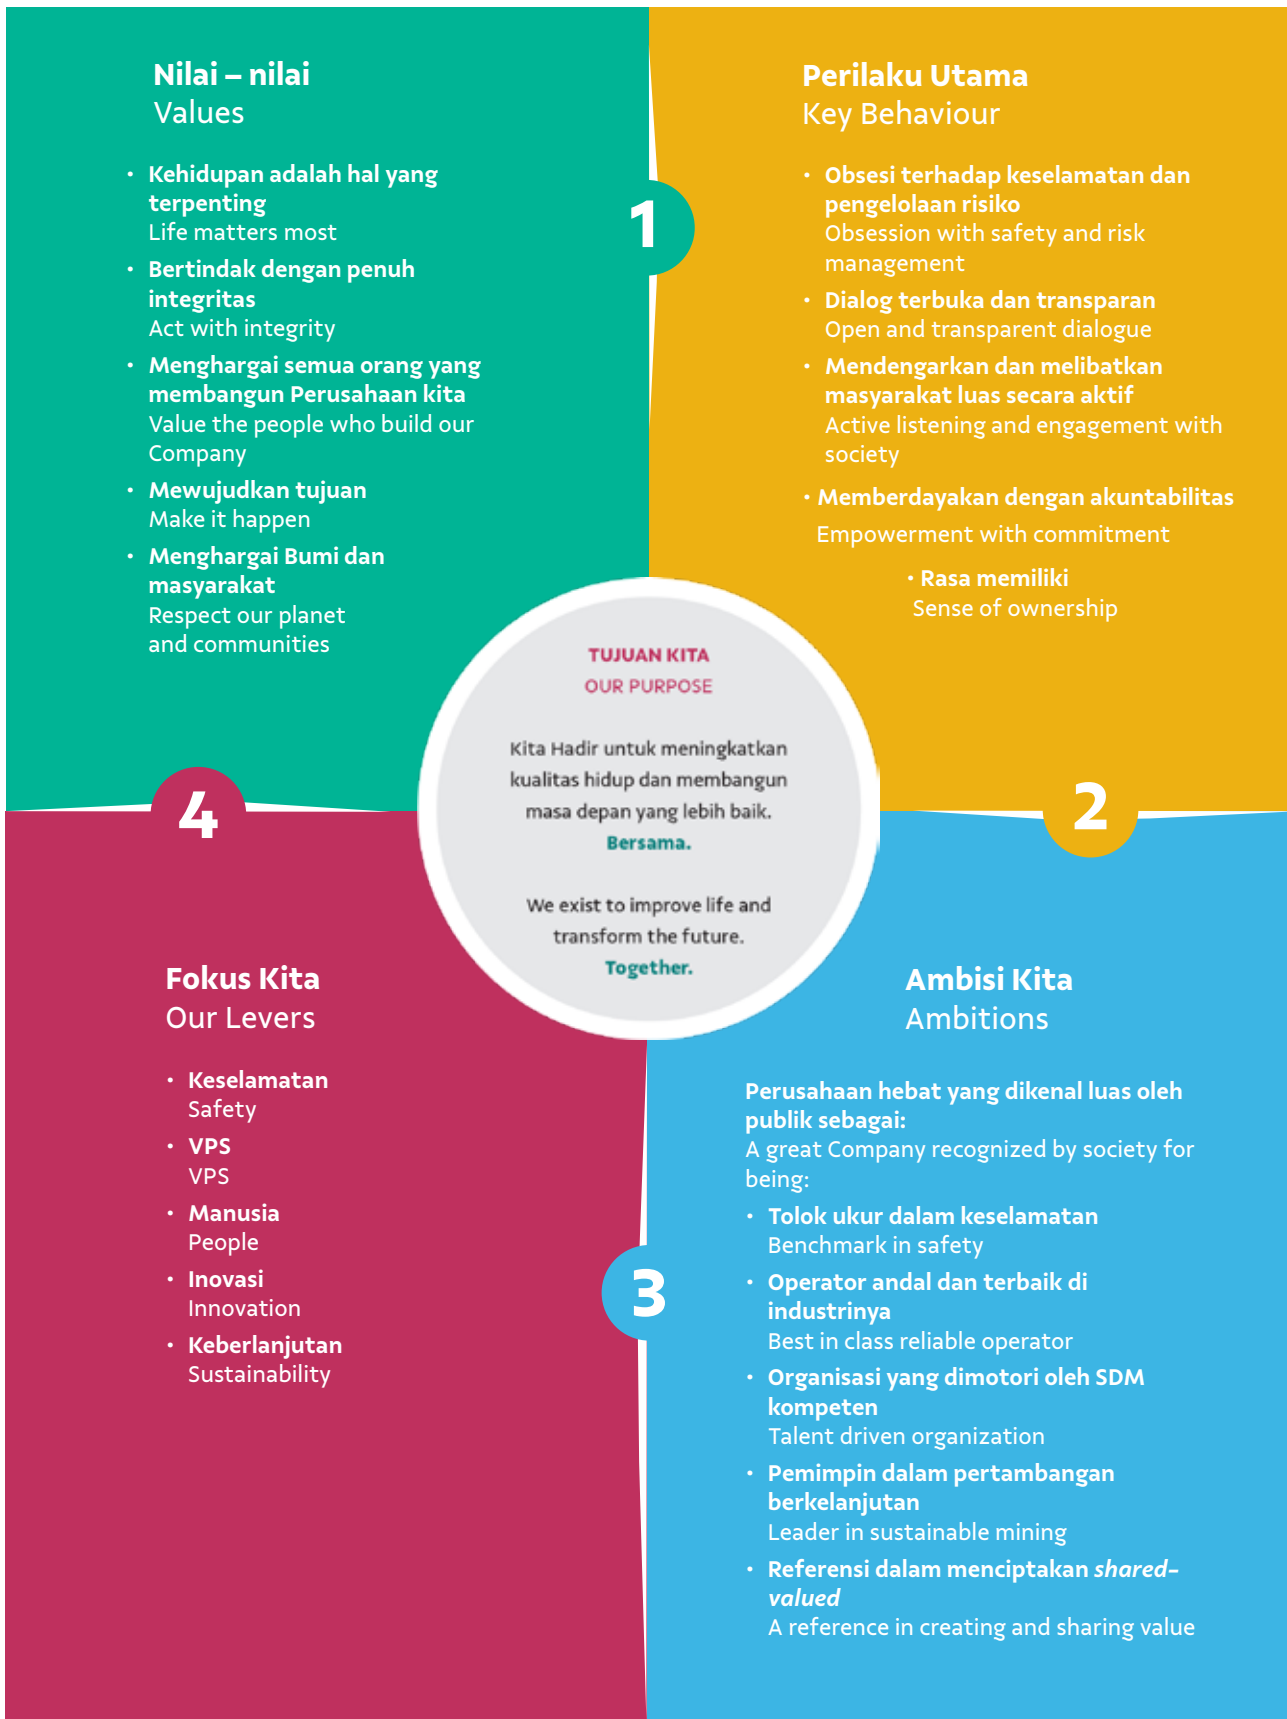 Nilai – nilai
Values
• Kehidupan adalah hal yang
terpenting
Life matters most
• Bertindak dengan penuh
integritas
Act with integrity
• Menghargai semua orang yang
membangun Perusahaan kita
Value the people who build our
Company
• Mewujudkan tujuan
Make it happen
• Menghargai Bumi dan
masyarakat
Respect our planet
and communities
1
Perilaku Utama
Key Behaviour
• Obsesi terhadap keselamatan dan
pengelolaan risiko
Obsession with safety and risk
management
• Dialog terbuka dan transparan
Open and transparent dialogue
• Mendengarkan dan melibatkan
masyarakat luas secara aktif
Active listening and engagement with
society
• Memberdayakan dengan akuntabilitas
Empowerment with commitment
• Rasa memiliki
Sense of ownership
2
TUJUAN KITA
OUR PURPOSE
Kita Hadir untuk meningkatkan
kualitas hidup dan membangun
masa depan yang lebih baik.
Bersama.
We exist to improve life and
transform the future.
Together.
4
Fokus Kita
Our Levers
• Keselamatan
Safety
• VPS
VPS
• Manusia
People
• Inovasi
Innovation
• Keberlanjutan
Sustainability
3
Ambisi Kita
Ambitions
Perusahaan hebat yang dikenal luas oleh
publik sebagai:
A great Company recognized by society for
being:
• Tolok ukur dalam keselamatan
Benchmark in safety
• Operator andal dan terbaik di
industrinya
Best in class reliable operator
• Organisasi yang dimotori oleh SDM
kompeten
Talent driven organization
• Pemimpin dalam pertambangan
berkelanjutan
Leader in sustainable mining
• Referensi dalam menciptakan shared-
valued
A reference in creating and sharing value